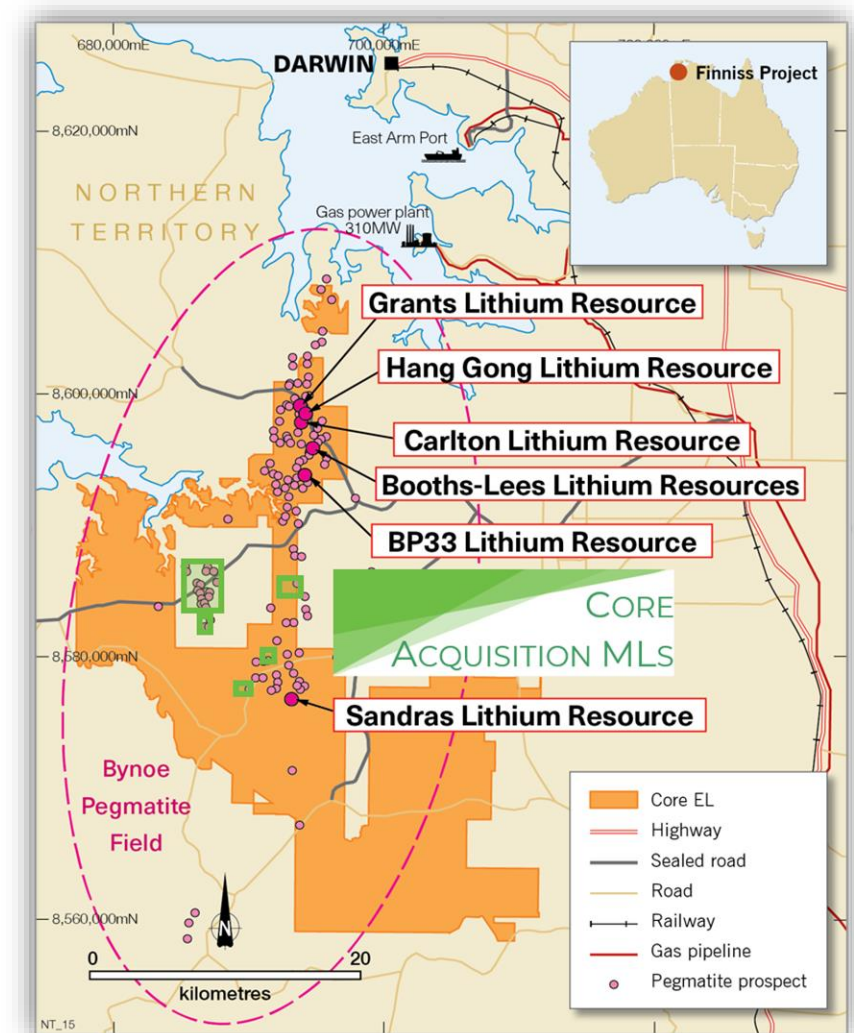 680,000mE
700,000mE
DARWIN
Finniss Project
8,620,000mN
East Arm Port
NORTHERN
TERRITORY
Gas power plant
310MW
Grants Lithium Resource
Hang Gong Lithium Resource
8,600,000mN
Carlton Lithium Resource
Booths-Lees Lithium Resources
BP33 Lithium Resource
CORE
ACQUISITION MLs
8,580,000mN
Sandras Lithium Resource
Bynoe
Pegmatite
Field
Core EL
Highway
Sealed road
Road
Railway
Gas pipeline
Pegmatite prospect
8,560,000mN
N
0 20
kilometres
NT_15